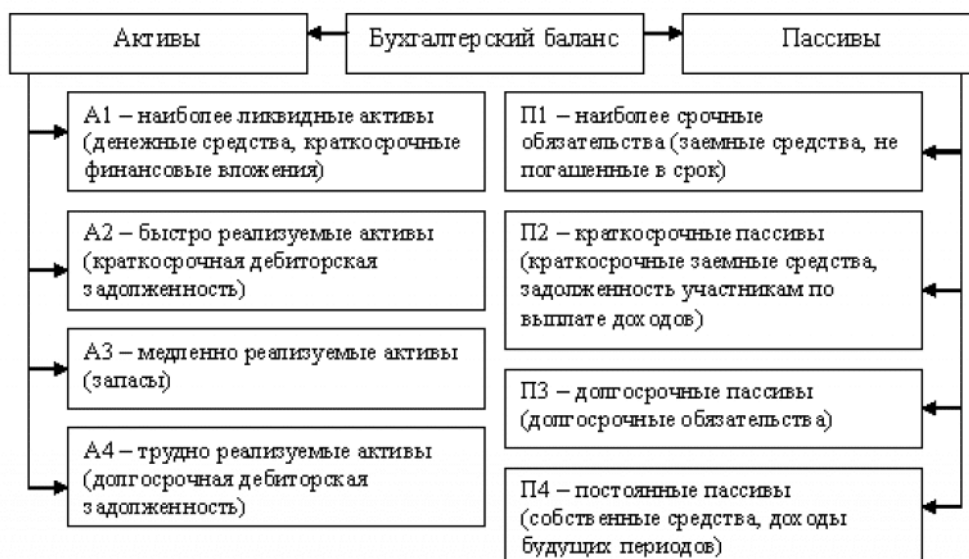 Активы
Бухгалтерский баланс
Пассивы
А1 – наиболее ликвидные активы
(денежные средства, краткосрочные
финансовые вложения)
А2 – быстро реализуемые активы
(краткосрочная дебиторская
задолженность)
А3 – медленно реализуемые активы
(запасы)
А4 – трудно реализуемые активы
(долгосрочная дебиторская
задолженность)
П1 – наиболее срочные
обязательства (заемные средства, не
погашенные в срок)
П2 – краткосрочные пассивы
(краткосрочные заемные средства,
задолженность участникам по
выплате доходов)
П3 – долгосрочные пассивы
(долгосрочные обязательства)
П4 – постоянные пассивы
(собственные средства, доходы
будущих периодов)